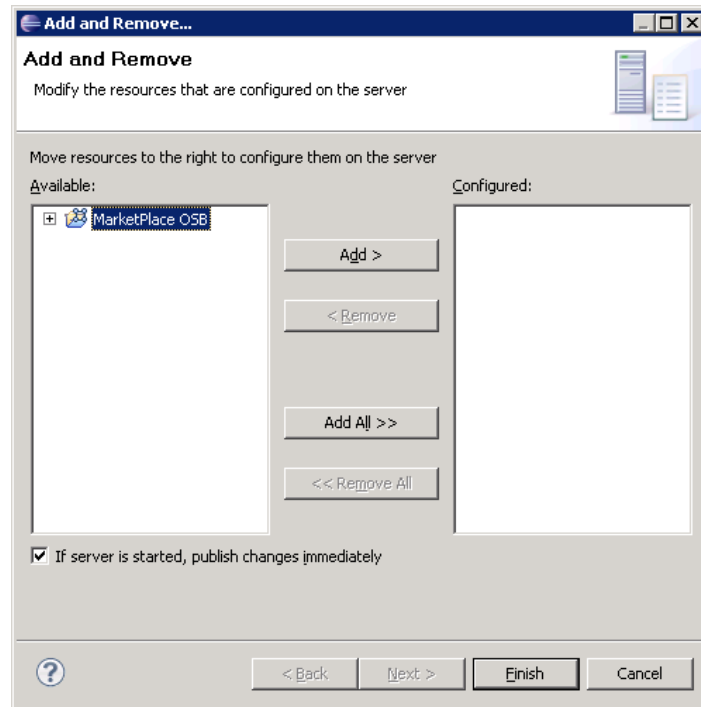 Add and Remove...
Add and Remove
Modify the resources that are configured on the server
Move resources to the right to configure them on the server
Available:
Configured:
MarketPlace OSB
Add >
< Remove
Add All >>
<< Remove All
If server is started, publish changes immediately
?
< Back
Next >
Finish
Cancel